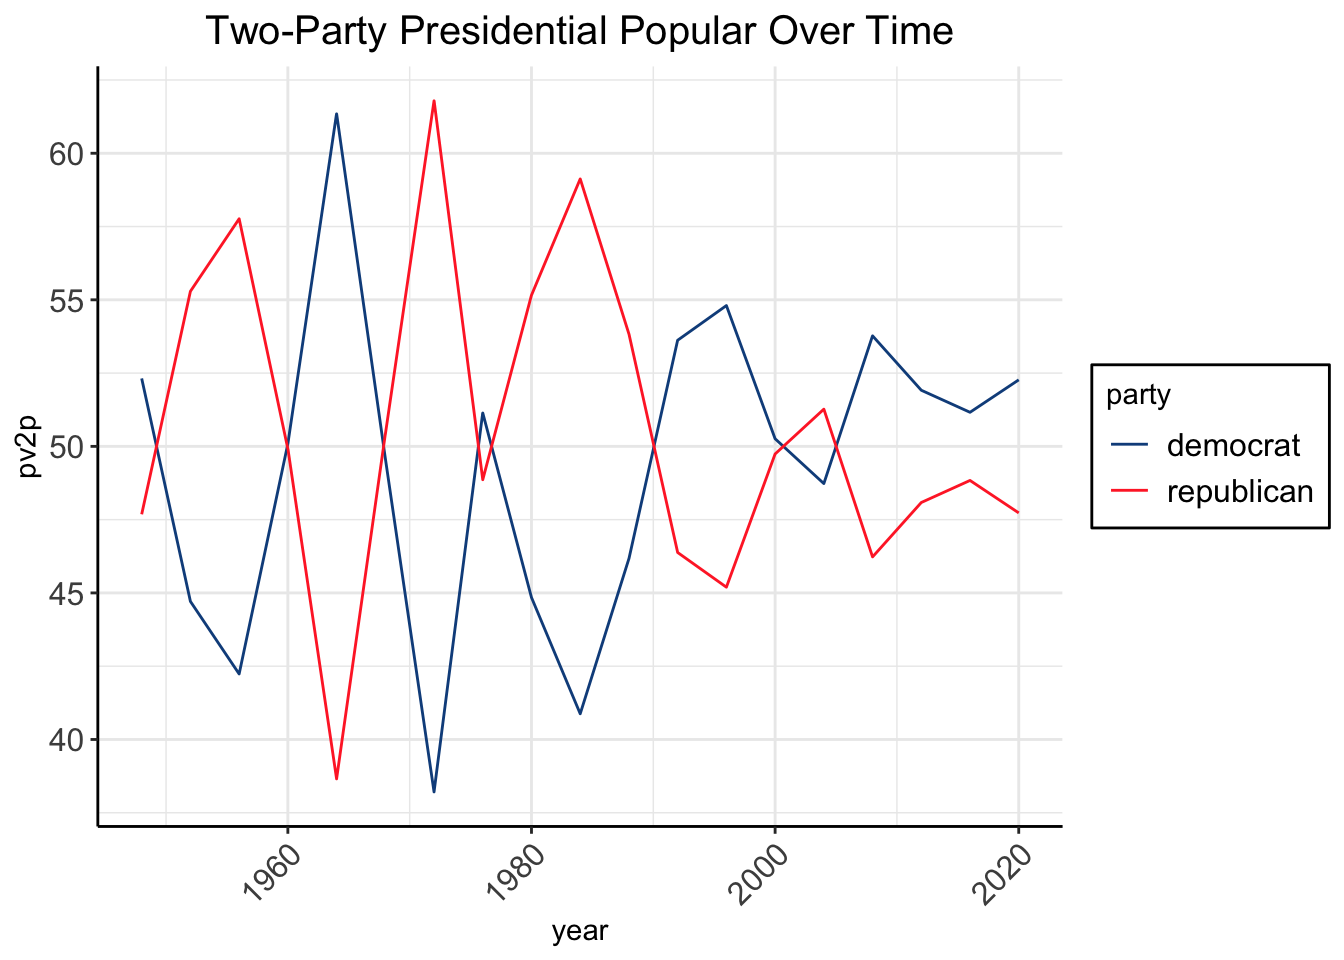 Two-Party Presidential Popular Over Time
60
55
50
45
40
pv2p
1960
1980
2000
2020
year
party
democrat
republican